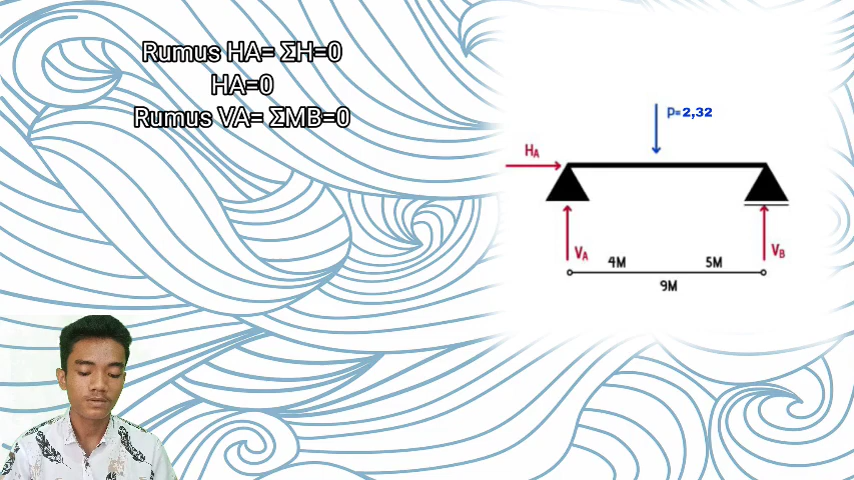 Rumus HA= ΣH=0
HA=0
Rumus VA= ΣMB=0
P=2,32
HA
VA
VB
4M
5M
9M